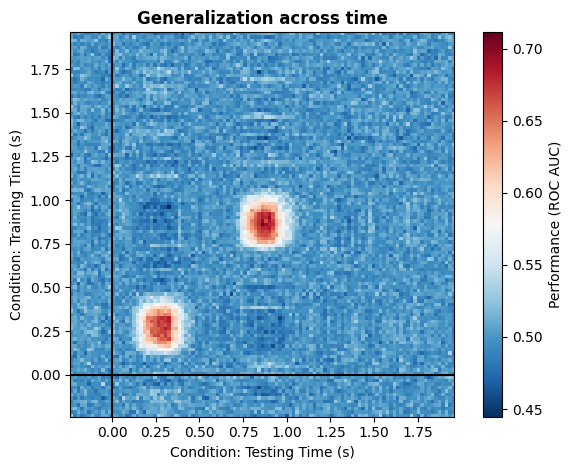 Generalization across time
Condition: Training Time (s)
1.75
1.50
1.25
1.00
0.75
0.50
0.25
0.00
0.00 0.25 0.50 0.75 1.00 1.25 1.50 1.75
Condition: Testing Time (s)
0.70
0.65
0.60
0.55
0.50
0.45
Performance (ROC AUC)